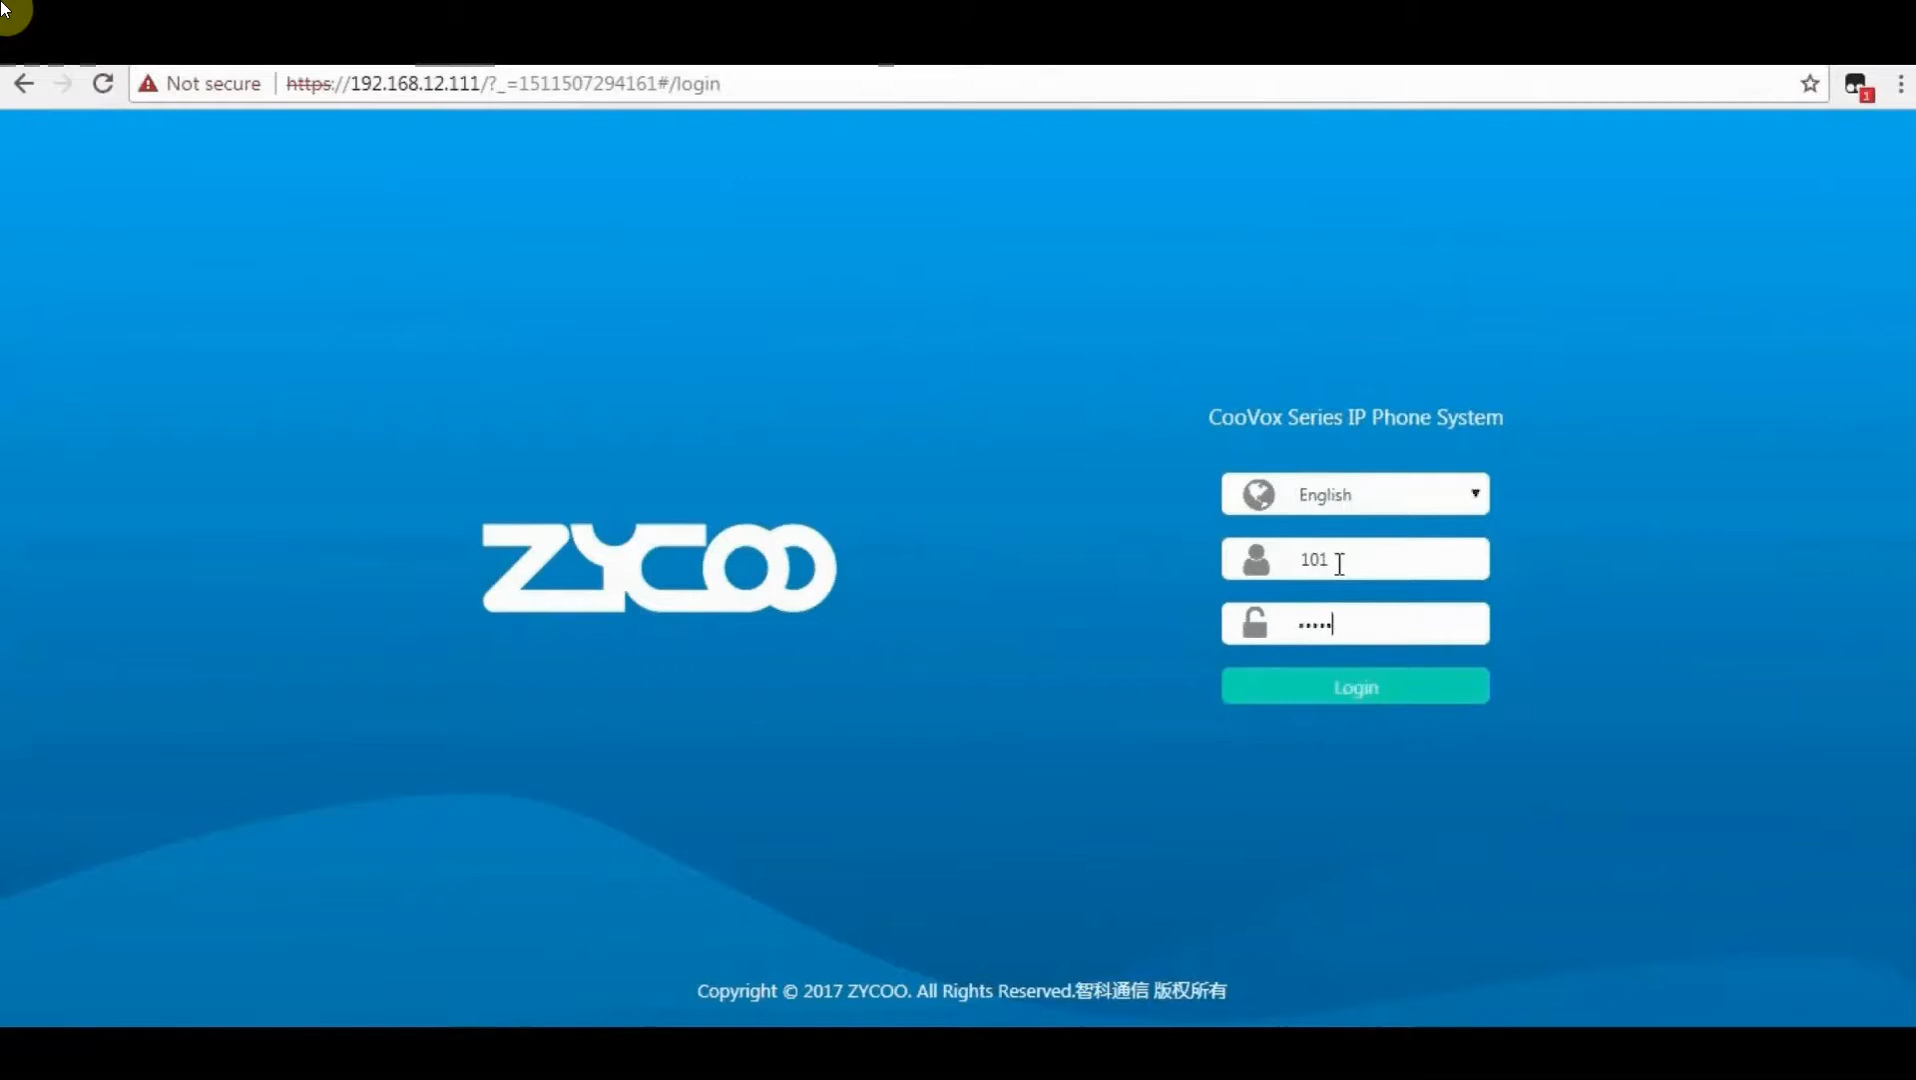 Not secure | https://192.168.12.111/?_=1511507294161#/login
1
CooVox Series IP Phone System
English
ZYCOO
101
•••••
Login
Copyright © 2017 ZYCOO. All Rights Reserved.智科通信 版权所有